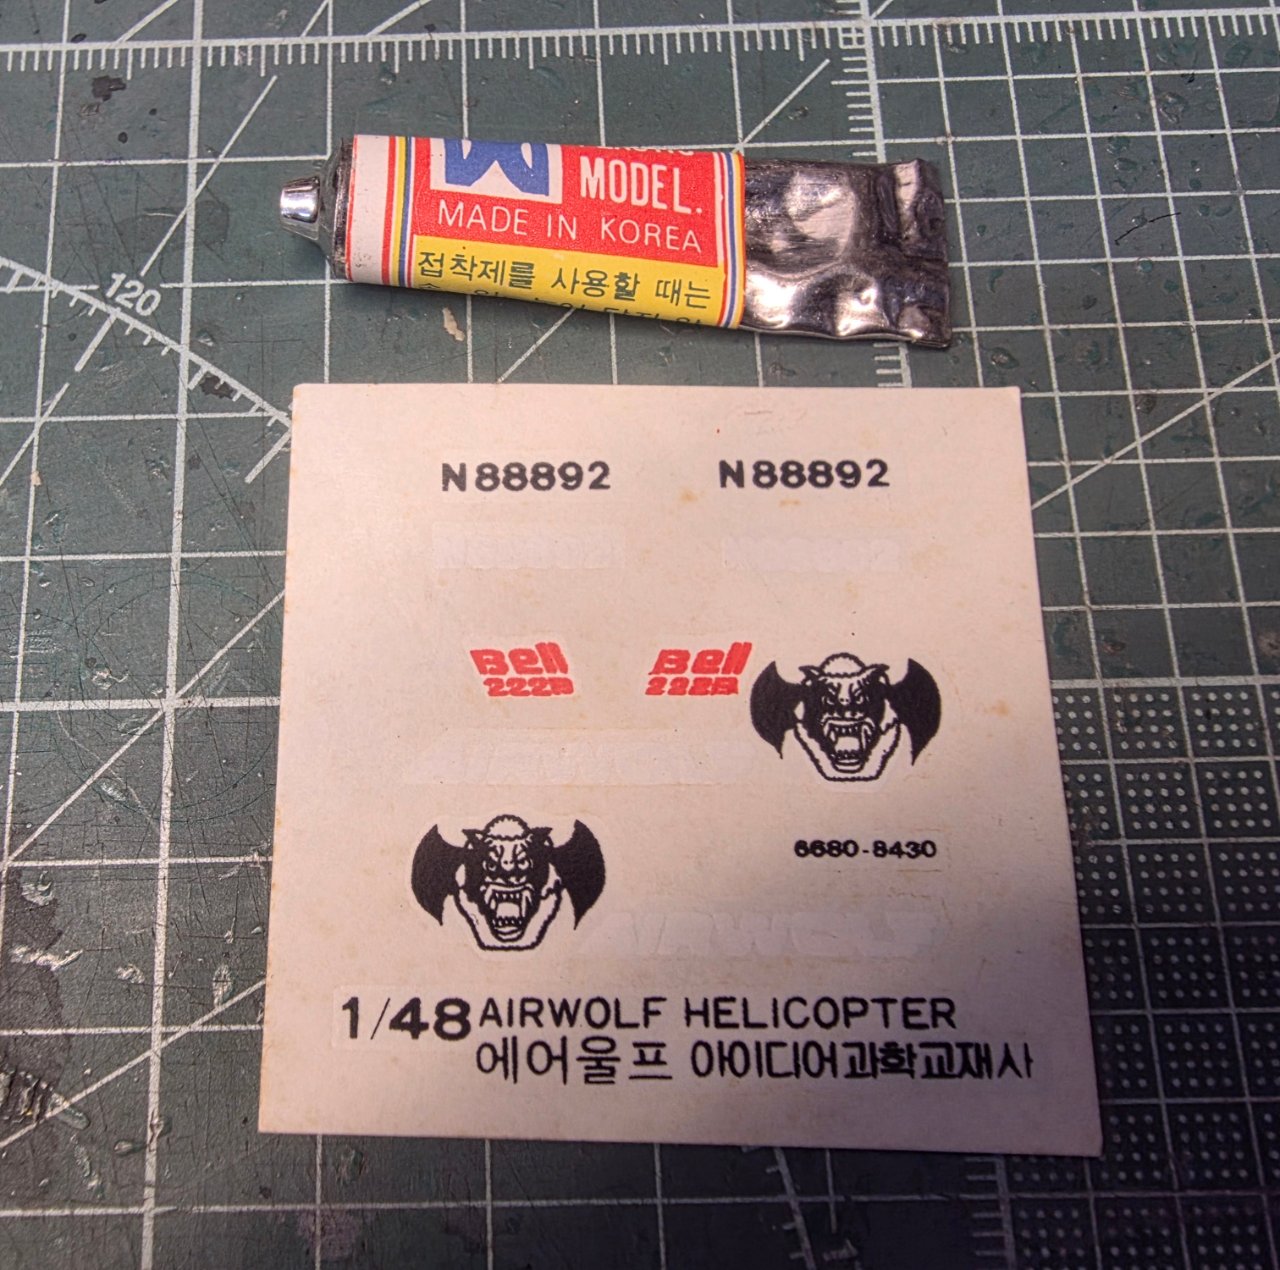 MODEL.
MADE IN KOREA
접착제를 사용할 때는
120
N88892 N88892
Bell Bell
222B 222B
6680-8430
AIRWOLF
1/48 AIRWOLF HELICOPTER
에어울프 아이디어과학교재사